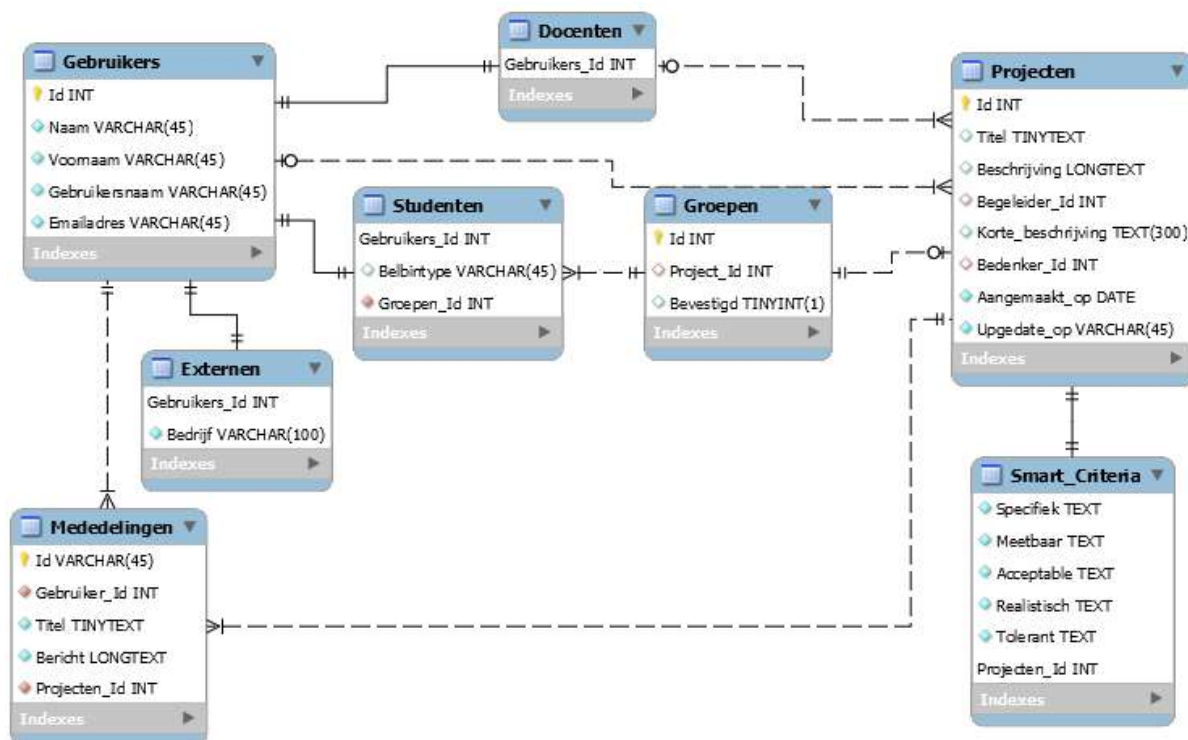 Gebruikers
Id INT
Naam VARCHAR(45)
Voornaam VARCHAR(45)
Gebruikersnaam VARCHAR(45)
Emailadres VARCHAR(45)
Indexes
Docenten
Gebruikers_Id INT
Indexes
Projecten
Id INT
Titel TINYTEXT
Beschrijving LONGTEXT
Begeleider_Id INT
Korte_beschrijving TEXT(300)
Bedenker_Id INT
Aangemaakt_op DATE
Upgedate_op VARCHAR(45)
Indexes
Studenten
Gebruikers_Id INT
Belbintype VARCHAR(45)
Groepen_Id INT
Indexes
Groepen
Id INT
Project_Id INT
Bevestigd TINYINT(1)
Indexes
Externen
Gebruikers_Id INT
Bedrijf VARCHAR(100)
Indexes
Mededelingen
Id VARCHAR(45)
Gebruiker_Id INT
Titel TINYTEXT
Bericht LONGTEXT
Projecten_Id INT
Indexes
Smart_Criteria
Specifiek TEXT
Meetbaar TEXT
Acceptable TEXT
Realistisch TEXT
Tolerant TEXT
Projecten_Id INT
Indexes